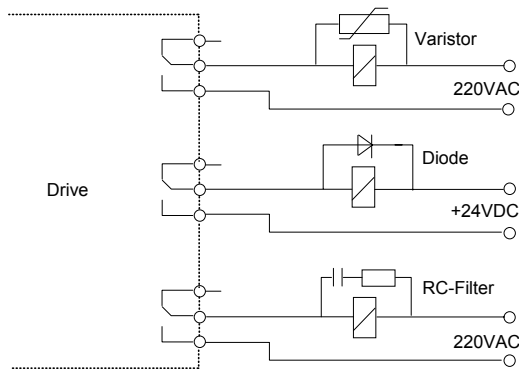 Varistor
220VAC
Diode
Drive
+24VDC
RC-Filter
220VAC